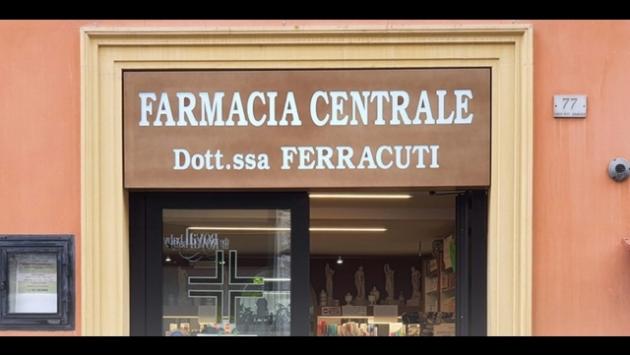 FARMACIA CENTRALE
Dott.ssa FERRACUTI
77